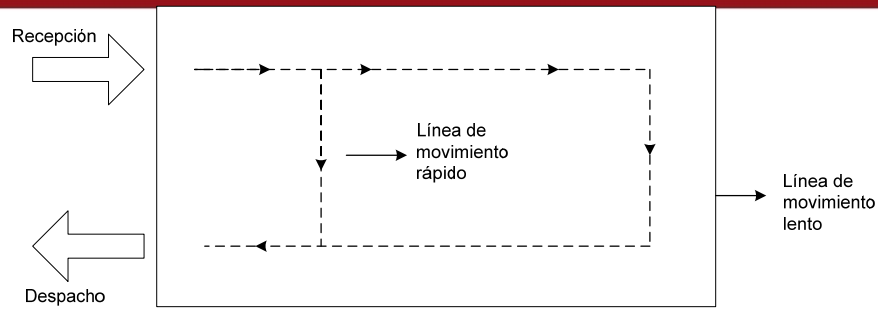 Recepción
Línea de
movimiento
rápido
Línea de
movimiento
lento
Despacho